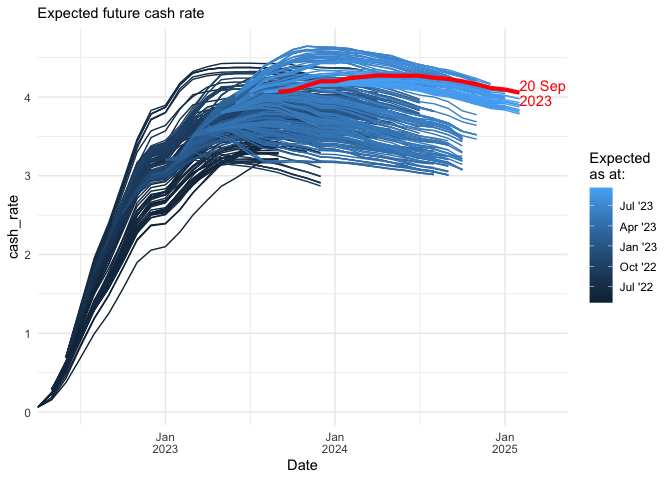 Expected future cash rate
4
3
2
1
0
cash_rate
Jan
2023
Jan
2024
Jan
2025
Date
20 Sep
2023
Expected
as at:
Jul '23
Apr '23
Jan '23
Oct '22
Jul '22